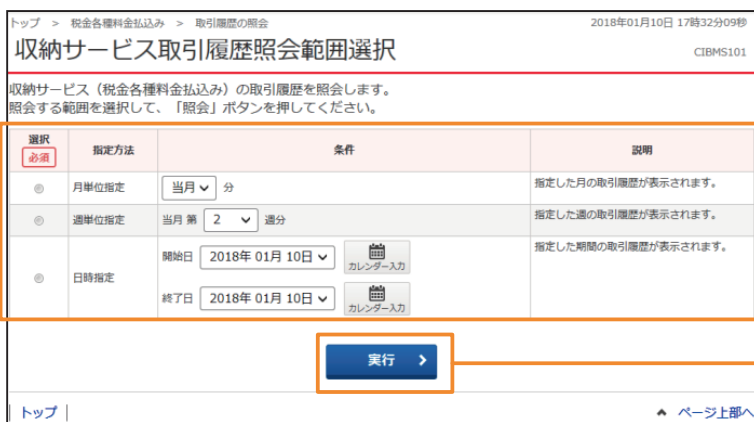 トップ > 税金各種料金払込み > 取引履歴の照会
2018年01月10日 17時32分09秒
収納サービス取引履歴照会範囲選択
CIBMS101
収納サービス（税金各種料金払込み）の取引履歴を照会します。
照会する範囲を選択して、「照会」ボタンを押してください。
選択 必須 指定方法 条件 説明
月単位指定 当月 分 指定した月の取引履歴が表示されます。
週単位指定 当月 第 2 週分 指定した週の取引履歴が表示されます。
日時指定 開始日 2018年 01月 10日 カレンダー入力 指定した期間の取引履歴が表示されます。
終了日 2018年 01月 10日 カレンダー入力
実行
トップ
ページ上部へ